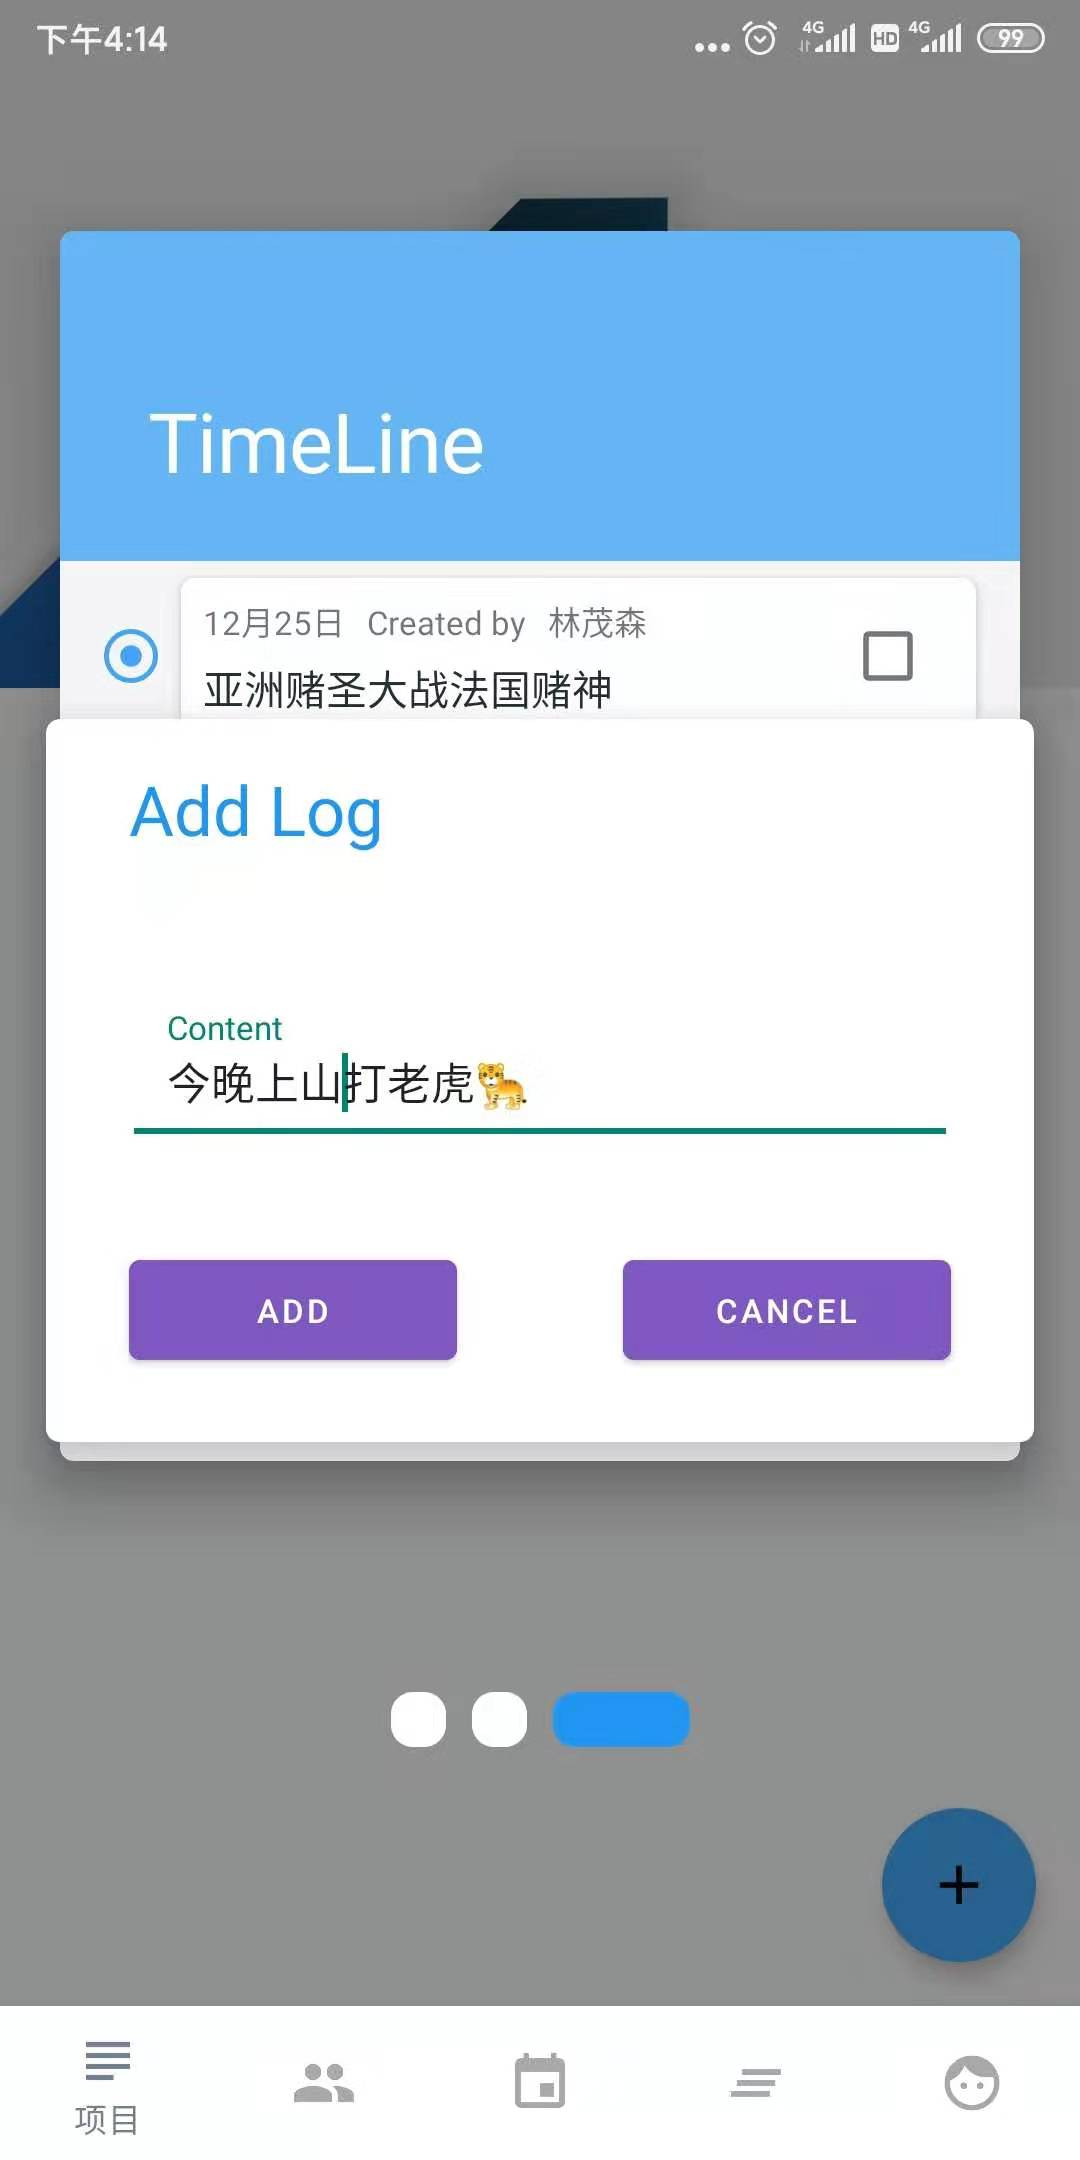 下午4:14
4G HD 4G 99
TimeLine
12月25日 Created by 林茂森
亚洲赌圣大战法国赌神
Add Log
Content
今晚上山打老虎🐅
ADD
CANCEL
项目